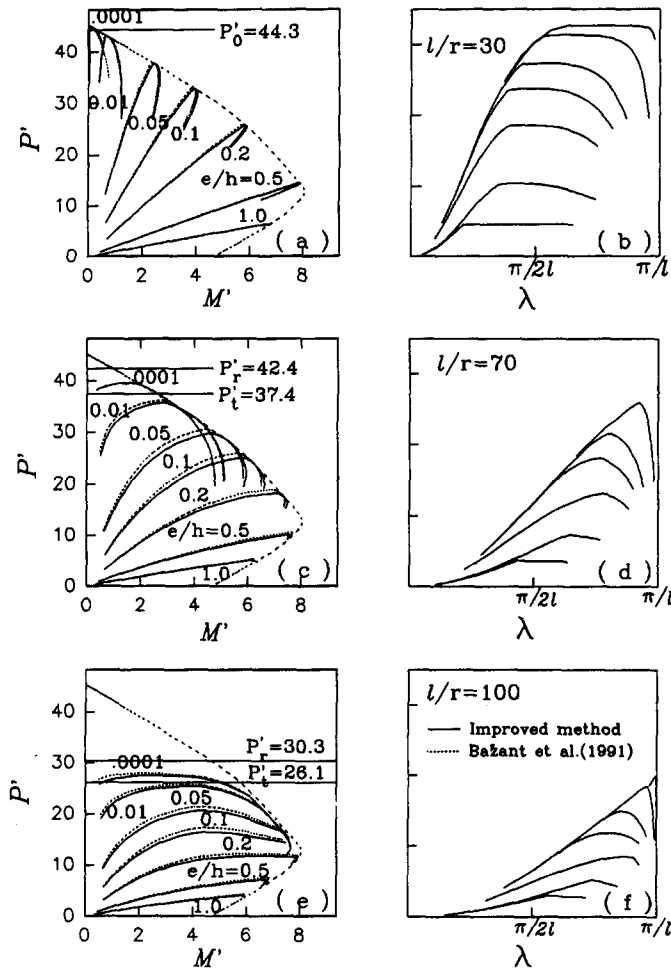 .0001
P'₀=44.3
0.01
0.05
0.1
0.2
e/h=0.5
1.0
40
30
20
10
0
P'
( a )
0 2 4 6 8
M'
l/r=30
( b )
π/2l
π/l
λ
P'r=42.4
.0001
P't=37.4
0.01
0.05
0.1
0.2
e/h=0.5
1.0
40
30
20
10
0
P'
( c )
0 2 4 6 8
M'
l/r=70
( d )
π/2l
π/l
λ
P'r=30.3
P't=26.1
.0001
0.01
0.05
0.1
0.2
e/h=0.5
1.0
40
30
20
10
0
P'
( e )
0 2 4 6 8
M'
l/r=100
Improved method
Bažant et al.(1991)
( f )
π/2l
π/l
λ